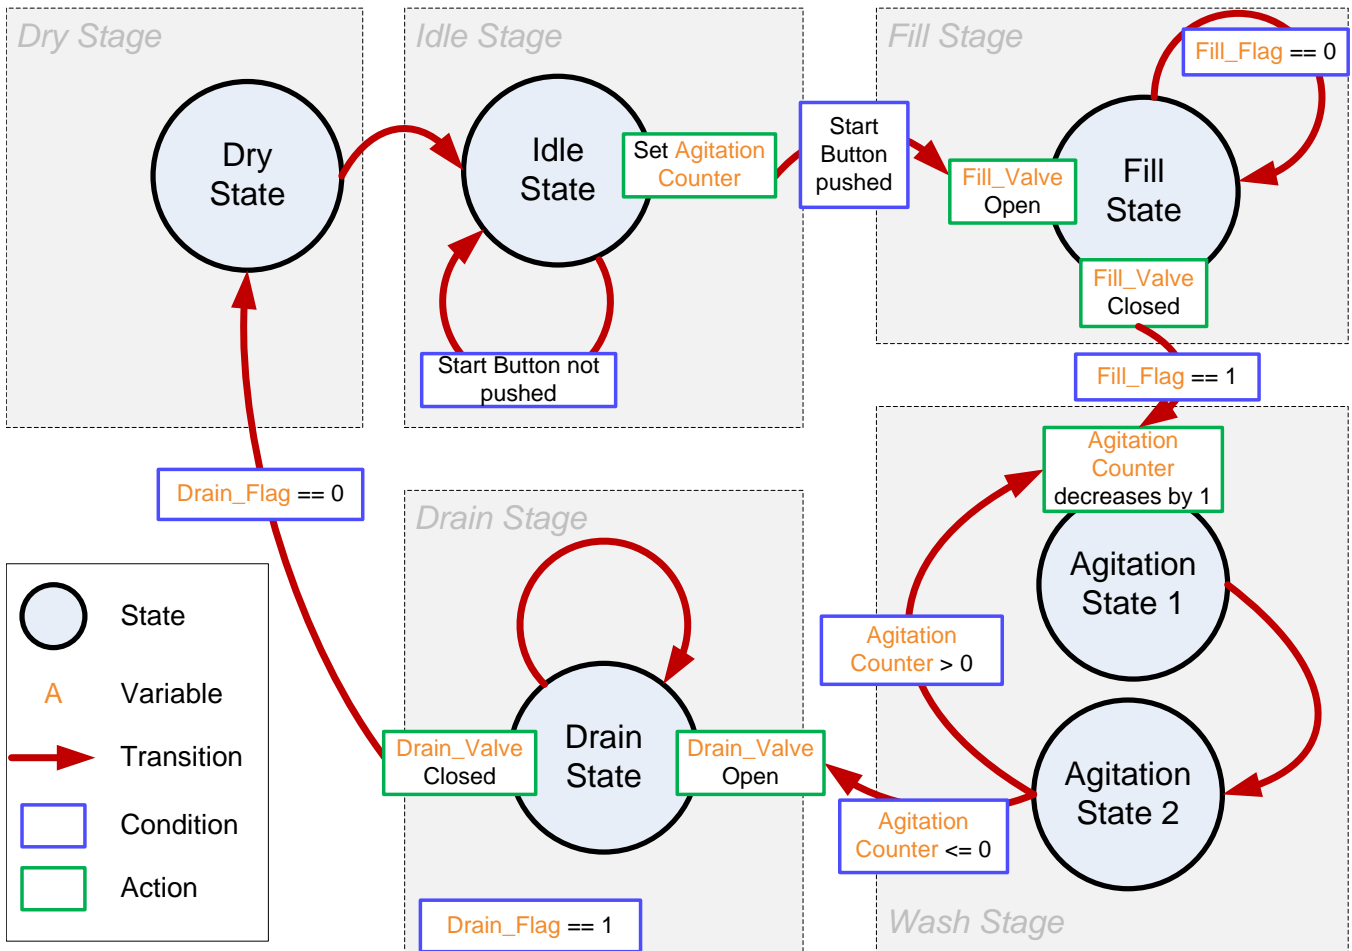 Dry Stage
Idle Stage
Fill Stage
Fill_Flag == 0
Dry
State
Idle
State
Set Agitation
Counter
Start
Button
pushed
Fill_Valve
Open
Fill
State
Fill_Valve
Closed
Start Button not
pushed
Fill_Flag == 1
Drain_Flag == 0
Drain Stage
Agitation
Counter
decreases by 1
Agitation
State 1
Agitation
Counter > 0
Drain_Valve
Closed
Drain
State
Drain_Valve
Open
Agitation
State 2
Agitation
Counter <= 0
Drain_Flag == 1
Wash Stage
State
A Variable
Transition
Condition
Action